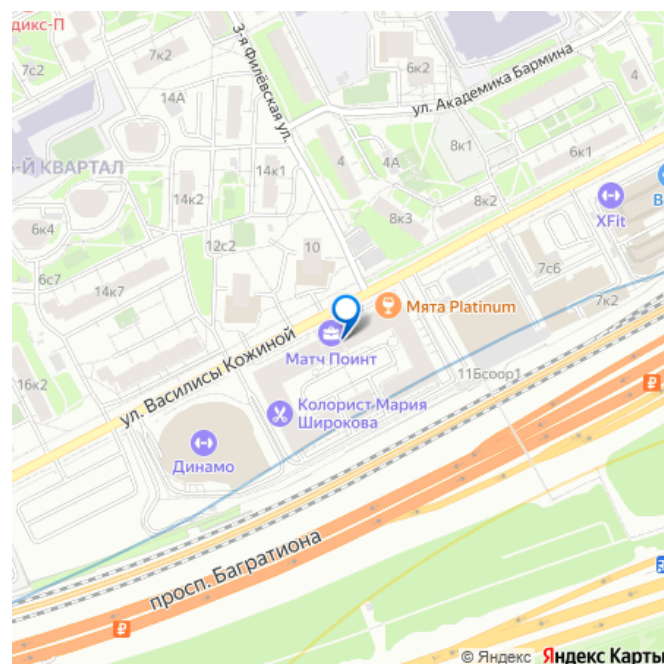 дикс-П
7к2
7с2
14А
3-я Филёвская ул.
6к2
ул. Академика Бармина
4
8к1
-Й КВАРТАЛ
14к1
4
4А
6к1
14к2
8к2
XFit
В
6к4
12с2
10
8к3
6с7
14к7
7с6
7к2
Мята Platinum
Матч Поинт
ул. Василисы Кожиной
16к2
11Бсоор1
Колорист Мария
Широкова
Динамо
просп. Багратиона
© Яндекс Яндекс Карты